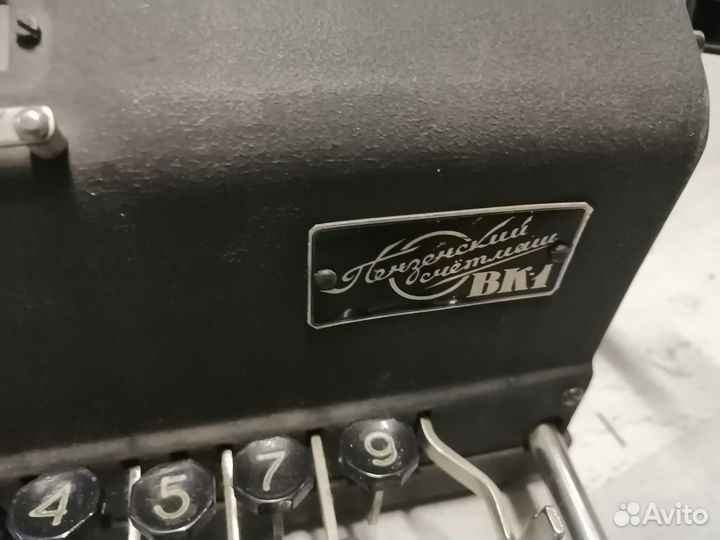 Пензенский
счётмаш
ВК-1
4 5 7 9
Avito